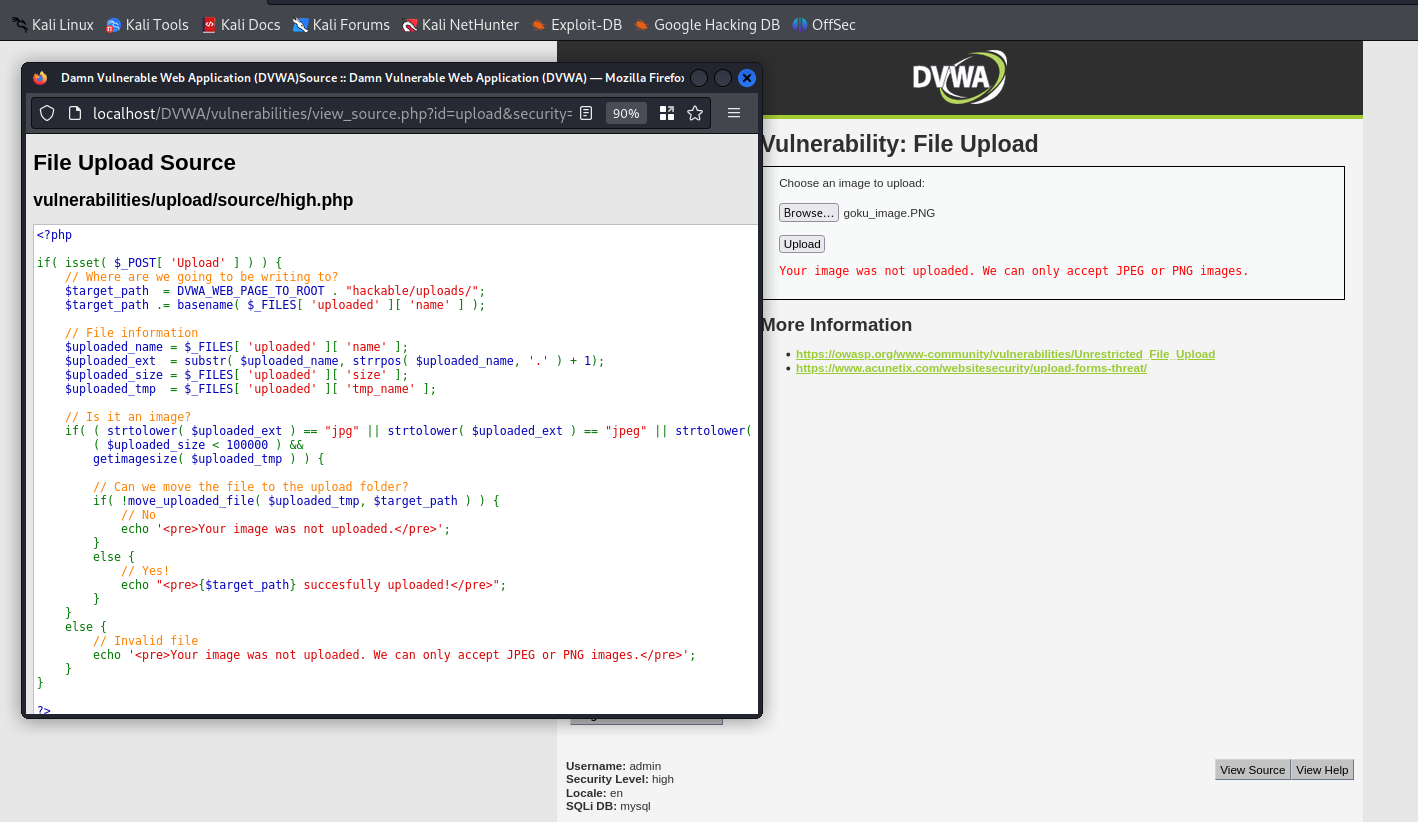 Kali Linux Kali Tools Kali Docs Kali Forums Kali NetHunter Exploit-DB Google Hacking DB OffSec
Damn Vulnerable Web Application (DVWA)Source :: Damn Vulnerable Web Application (DVWA) — Mozilla Firefox
localhost/DVWA/vulnerabilities/view_source.php?id=upload&security= 90%
File Upload Source
vulnerabilities/upload/source/high.php
<?php
if( isset( $_POST[ 'Upload' ] ) ) {
    // Where are we going to be writing to?
    $target_path  = DVWA_WEB_PAGE_TO_ROOT . "hackable/uploads/";
    $target_path .= basename( $_FILES[ 'uploaded' ][ 'name' ] );
    // File information
    $uploaded_name = $_FILES[ 'uploaded' ][ 'name' ];
    $uploaded_ext  = substr( $uploaded_name, strrpos( $uploaded_name, '.' ) + 1);
    $uploaded_size = $_FILES[ 'uploaded' ][ 'size' ];
    $uploaded_tmp  = $_FILES[ 'uploaded' ][ 'tmp_name' ];
    // Is it an image?
    if( ( strtolower( $uploaded_ext ) == "jpg" || strtolower( $uploaded_ext ) == "jpeg" || strtolower(
        ( $uploaded_size < 100000 ) &&
        getimagesize( $uploaded_tmp ) ) {
        // Can we move the file to the upload folder?
        if( !move_uploaded_file( $uploaded_tmp, $target_path ) ) {
            // No
            echo '<pre>Your image was not uploaded.</pre>';
        }
        else {
            // Yes!
            echo "<pre>{$target_path} succesfully uploaded!</pre>";
        }
    }
    else {
        // Invalid file
        echo '<pre>Your image was not uploaded. We can only accept JPEG or PNG images.</pre>';
    }
}
?>
DVWA
Vulnerability: File Upload
Choose an image to upload:
Browse... goku_image.PNG
Upload
Your image was not uploaded. We can only accept JPEG or PNG images.
More Information
https://owasp.org/www-community/vulnerabilities/Unrestricted_File_Upload
https://www.acunetix.com/websitesecurity/upload-forms-threat/
Username: admin
Security Level: high
Locale: en
SQLi DB: mysql
View Source View Help